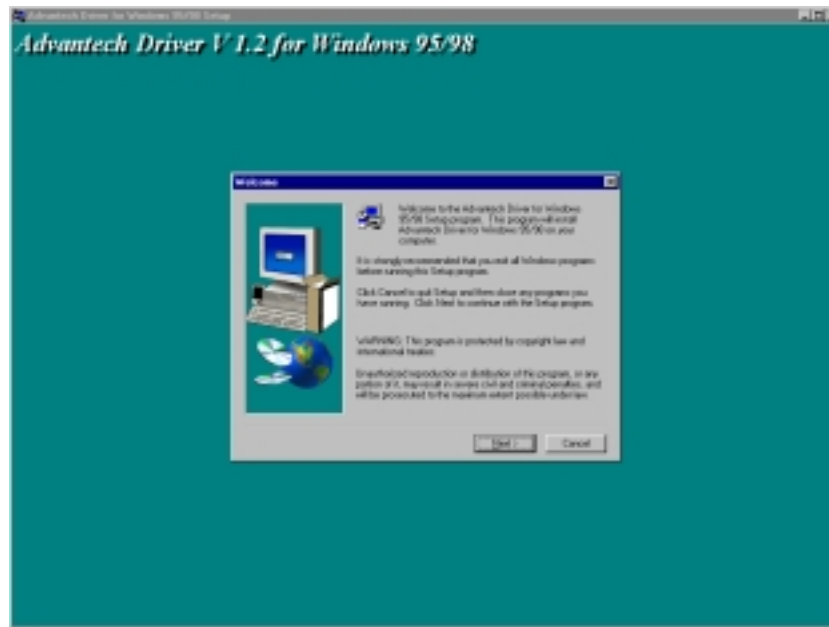 Advantech Driver for Windows 95/98 Setup
Advantech Driver V 1.2 for Windows 95/98
Welcome
Welcome to the Advantech Driver for Windows
95/98 Setup program. This program will install
Advantech Driver for Windows 95/98 on your
computer.
It is strongly recommended that you exit all Windows programs
before running this Setup program.
Click Cancel to quit Setup and then close any programs you
have running. Click Next to continue with the Setup program.
WARNING: This program is protected by copyright law and
international treaties.
Unauthorized reproduction or distribution of this program, or any
portion of it, may result in severe civil and criminal penalties, and
will be prosecuted to the maximum extent possible under law.
Next >
Cancel